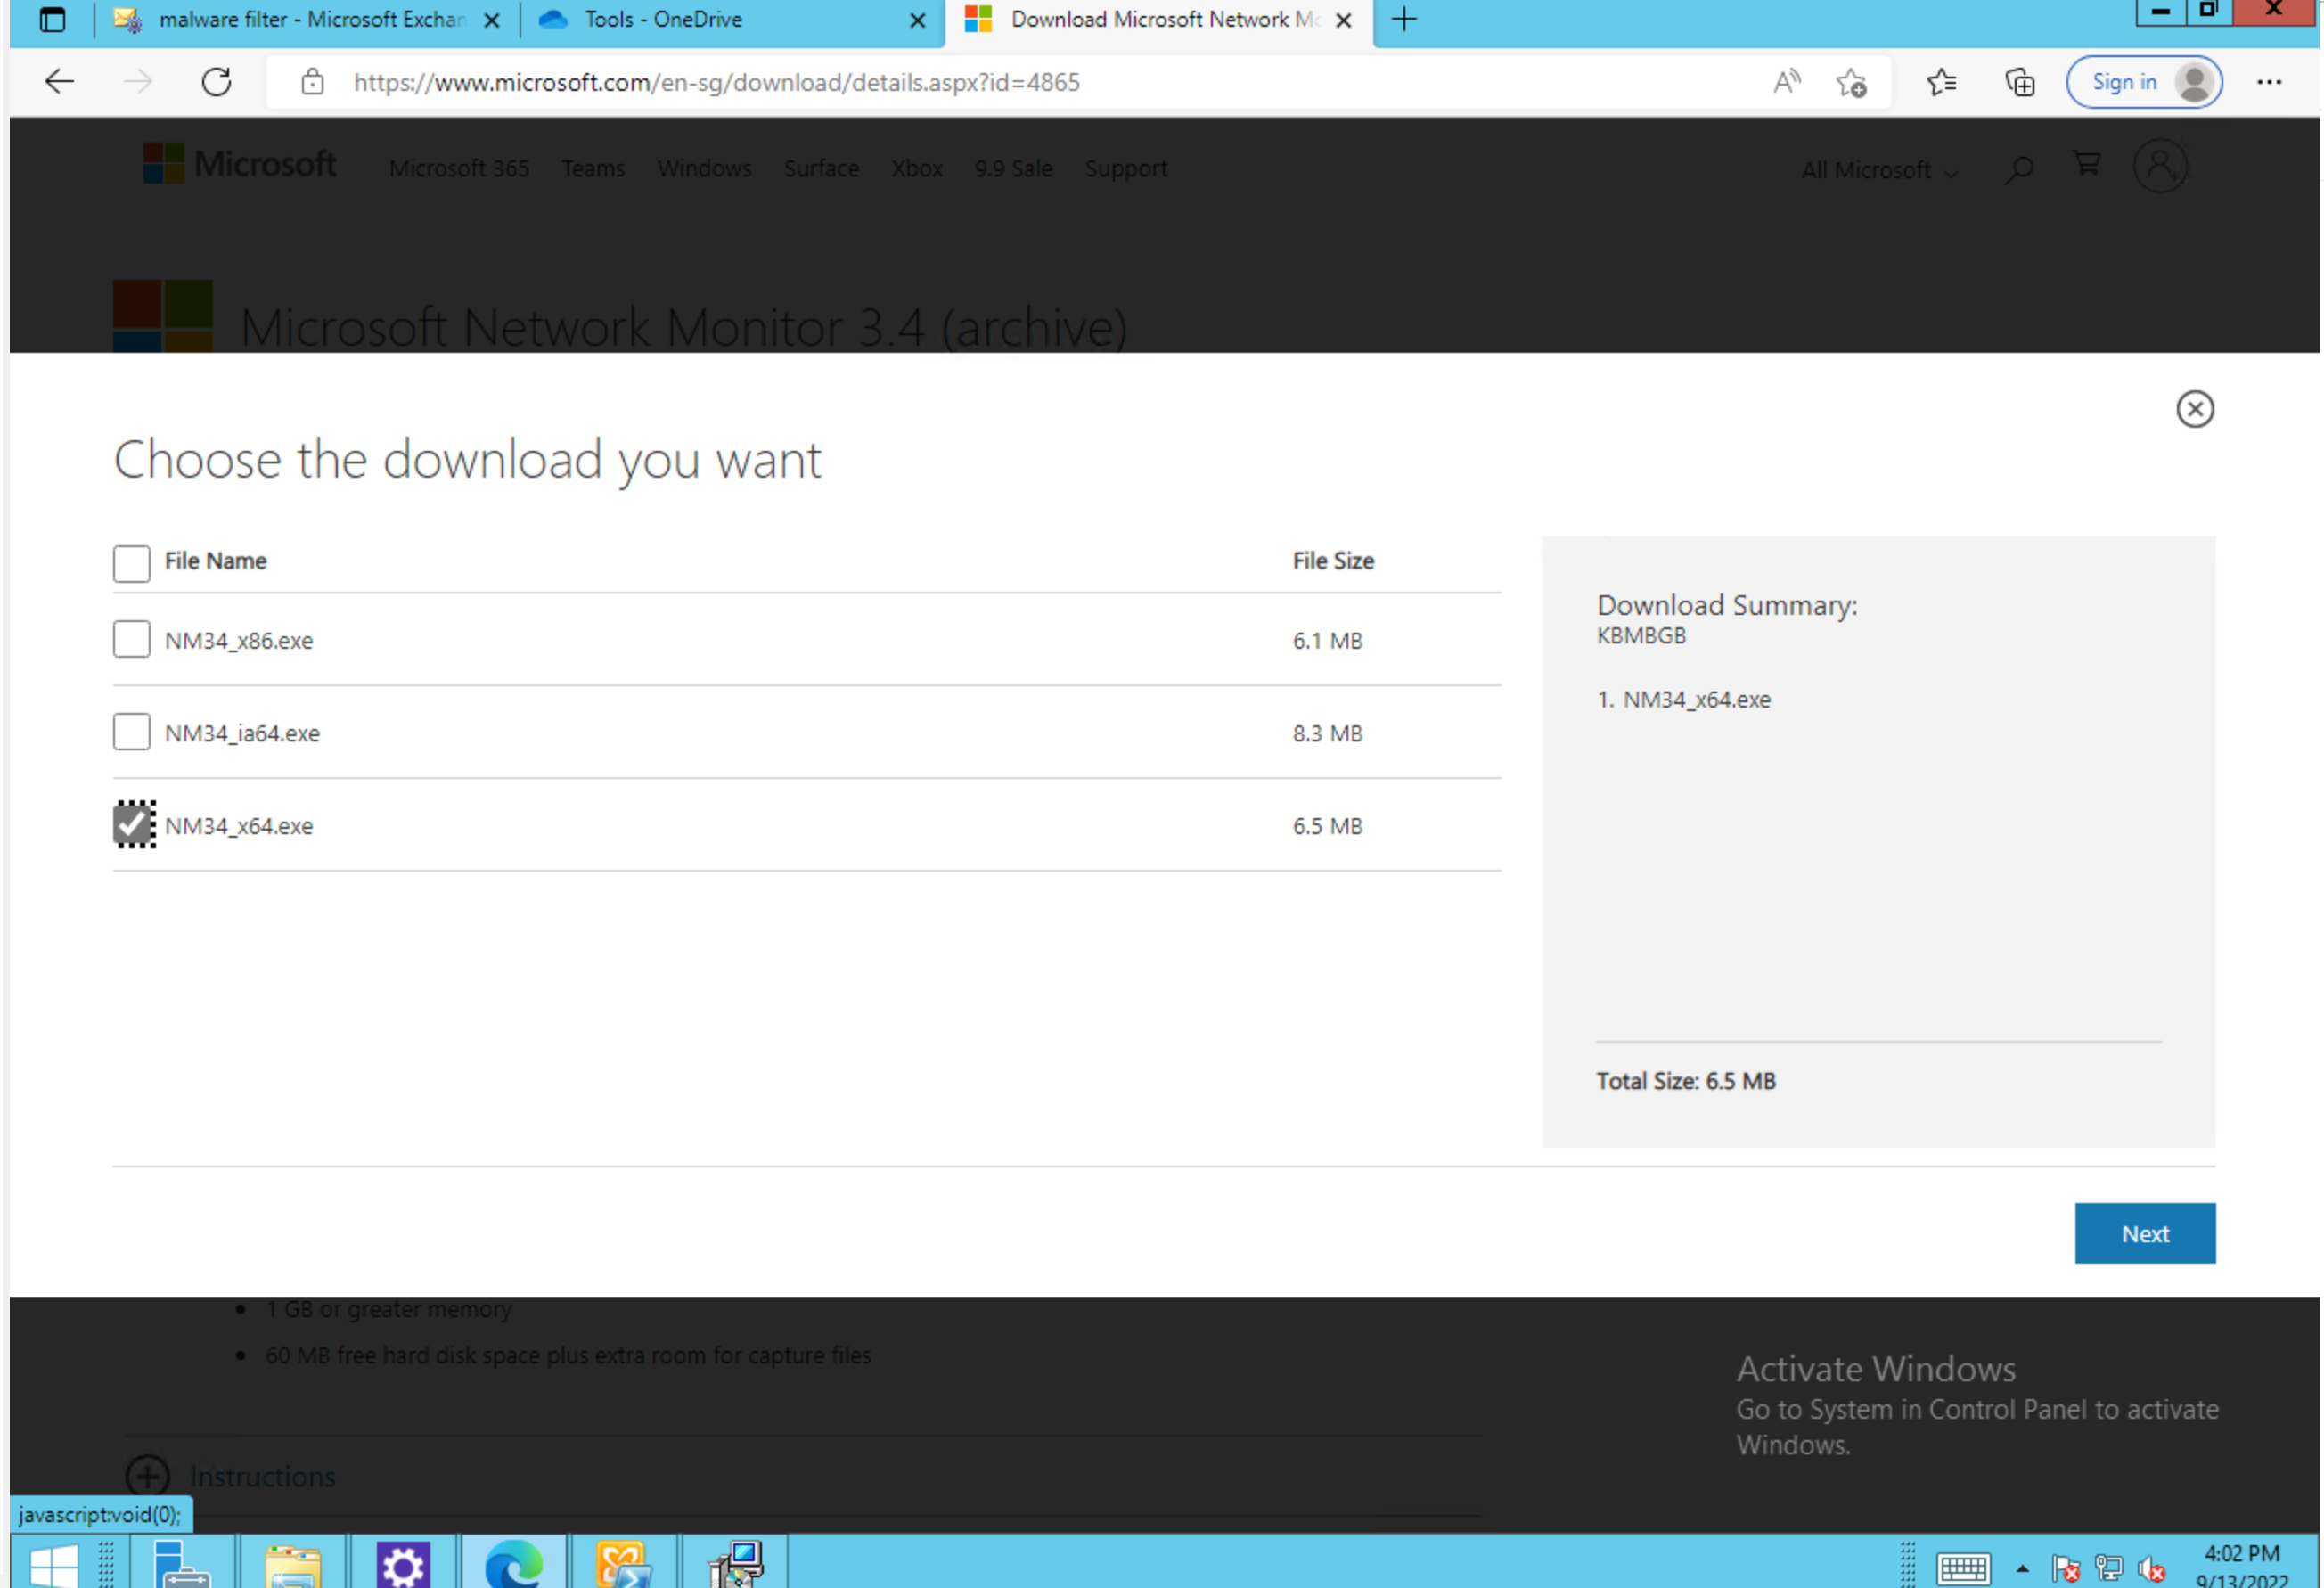 malware filter - Microsoft Exchan
Tools - OneDrive
Download Microsoft Network Mo
https://www.microsoft.com/en-sg/download/details.aspx?id=4865
Sign in
Microsoft
Microsoft 365 Teams Windows Surface Xbox 9.9 Sale Support
All Microsoft
Microsoft Network Monitor 3.4 (archive)
Choose the download you want
File Name File Size
NM34_x86.exe 6.1 MB
NM34_ia64.exe 8.3 MB
NM34_x64.exe 6.5 MB
Download Summary:
KBMBGB
1. NM34_x64.exe
Total Size: 6.5 MB
Next
1 GB or greater memory
60 MB free hard disk space plus extra room for capture files
Instructions
Activate Windows
Go to System in Control Panel to activate
Windows.
javascript:void(0);
4:02 PM
9/13/2022